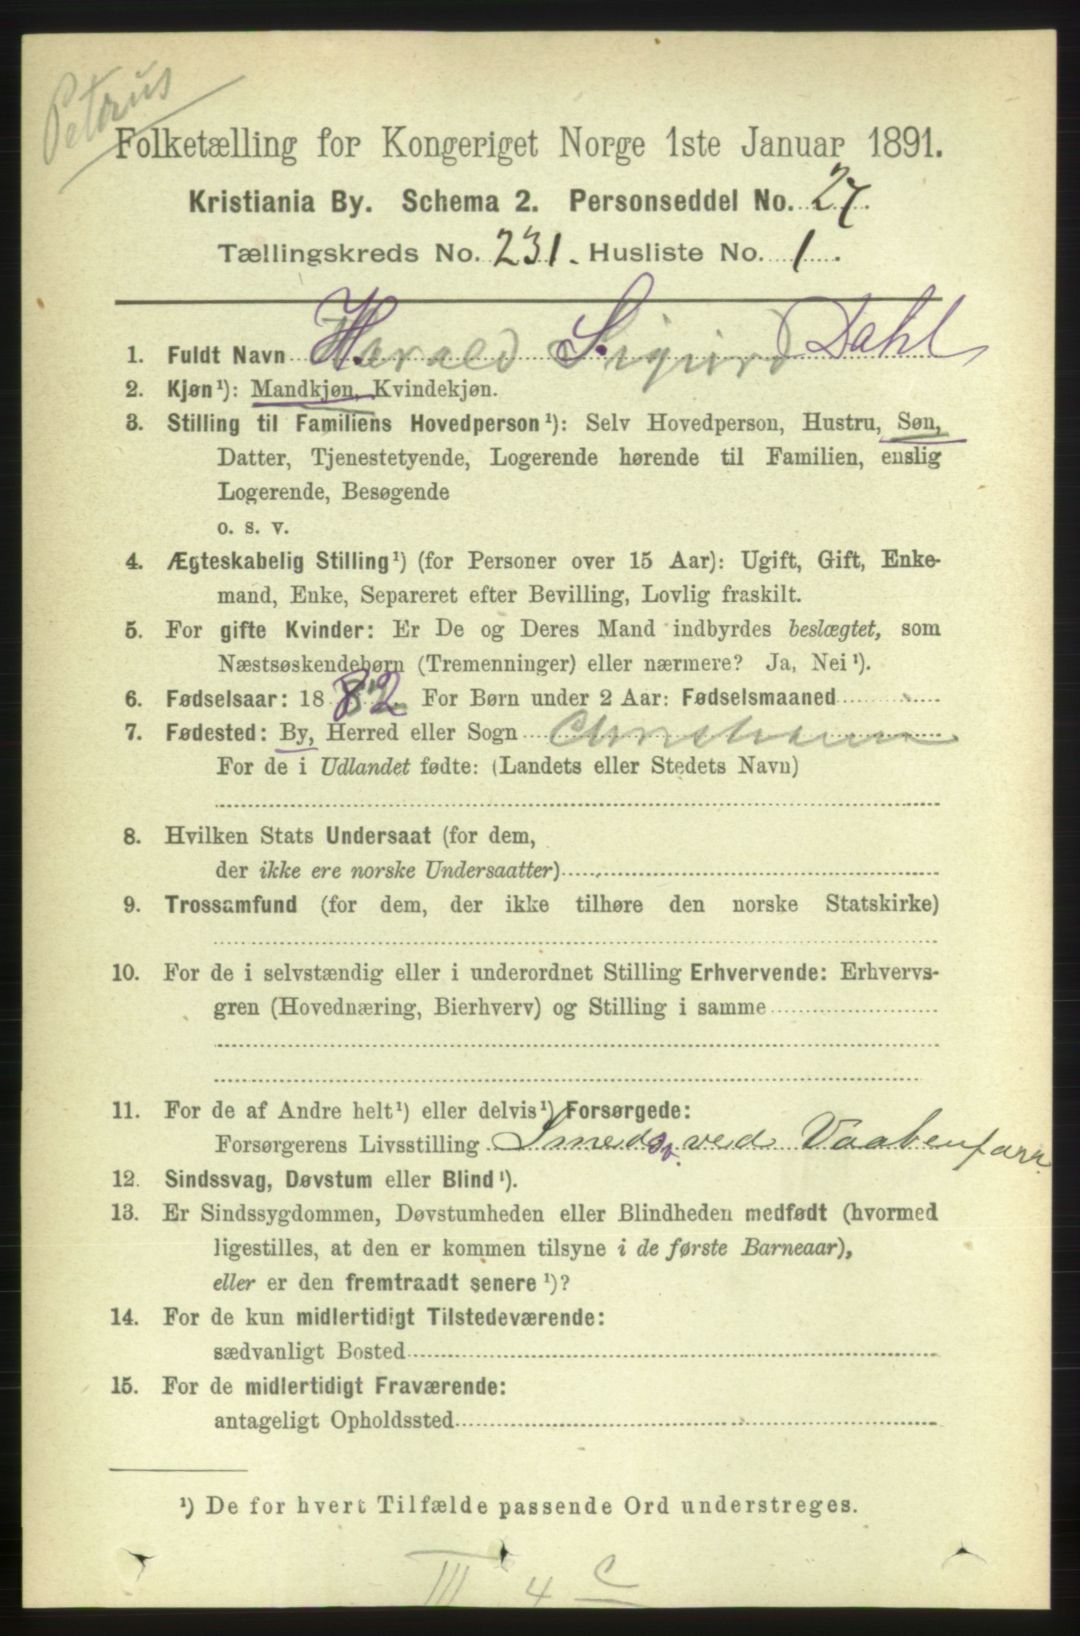 Petrus
Folketælling for Kongeriget Norge 1ste Januar 1891.
Kristiania By. Schema 2. Personseddel No. 27.
Tællingskreds No. 231. Husliste No. 1.
1. Fuldt Navn Harald Sigurd Dahl
2. Kjøn¹): Mandkjøn, Kvindekjøn.
3. Stilling til Familiens Hovedperson¹): Selv Hovedperson, Hustru, Søn,
Datter, Tjenestetyende, Logerende hørende til Familien, enslig
Logerende, Besøgende
o. s. v.
4. Ægteskabelig Stilling¹) (for Personer over 15 Aar): Ugift, Gift, Enke-
mand, Enke, Separeret efter Bevilling, Lovlig fraskilt.
5. For gifte Kvinder: Er De og Deres Mand indbyrdes beslægtet, som
Næstsøskendebørn (Tremenninger) eller nærmere? Ja, Nei¹).
6. Fødselsaar: 1882. For Børn under 2 Aar: Fødselsmaaned
7. Fødested: By, Herred eller Sogn Christiania
For de i Udlandet fødte: (Landets eller Stedets Navn)
8. Hvilken Stats Undersaat (for dem,
der ikke ere norske Undersaatter)
9. Trossamfund (for dem, der ikke tilhøre den norske Statskirke)
10. For de i selvstændig eller i underordnet Stilling Erhvervende: Erhvervs-
gren (Hovednæring, Bierhverv) og Stilling i samme
11. For de af Andre helt¹) eller delvis¹) Forsørgede:
Forsørgerens Livsstilling Smedsv. ved Vaabenfabr.
12. Sindssvag, Døvstum eller Blind¹).
13. Er Sindssygdommen, Døvstumheden eller Blindheden medfødt (hvormed
ligestilles, at den er kommen tilsyne i de første Barneaar),
eller er den fremtraadt senere¹)?
14. For de kun midlertidigt Tilstedeværende:
sædvanligt Bosted
15. For de midlertidigt Fraværende:
antageligt Opholdssted
¹) De for hvert Tilfælde passende Ord understreges.
III 4 C